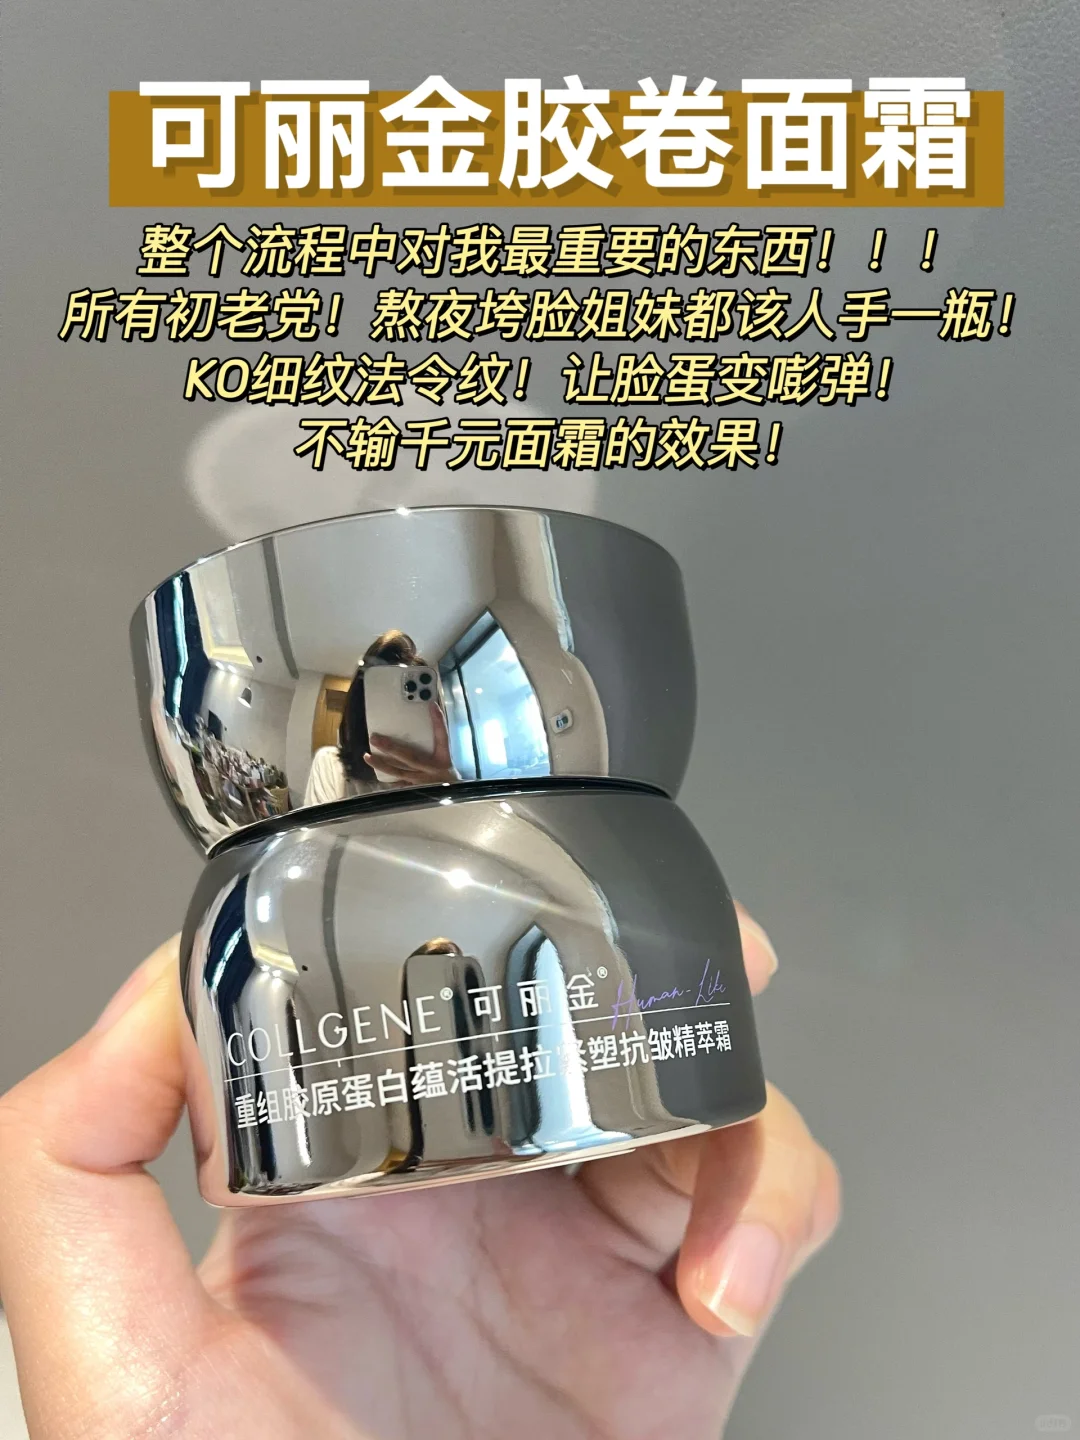 可丽金胶卷面霜
整个流程中对我最重要的东西！！！
所有初老党！熬夜垮脸姐妹都该人手一瓶！
KO细纹法令纹！让脸蛋变嘭弹！
不输千元面霜的效果！
COLLGENE® 可丽金® Human-Like
重组胶原蛋白蕴活提拉紧塑抗皱精萃霜